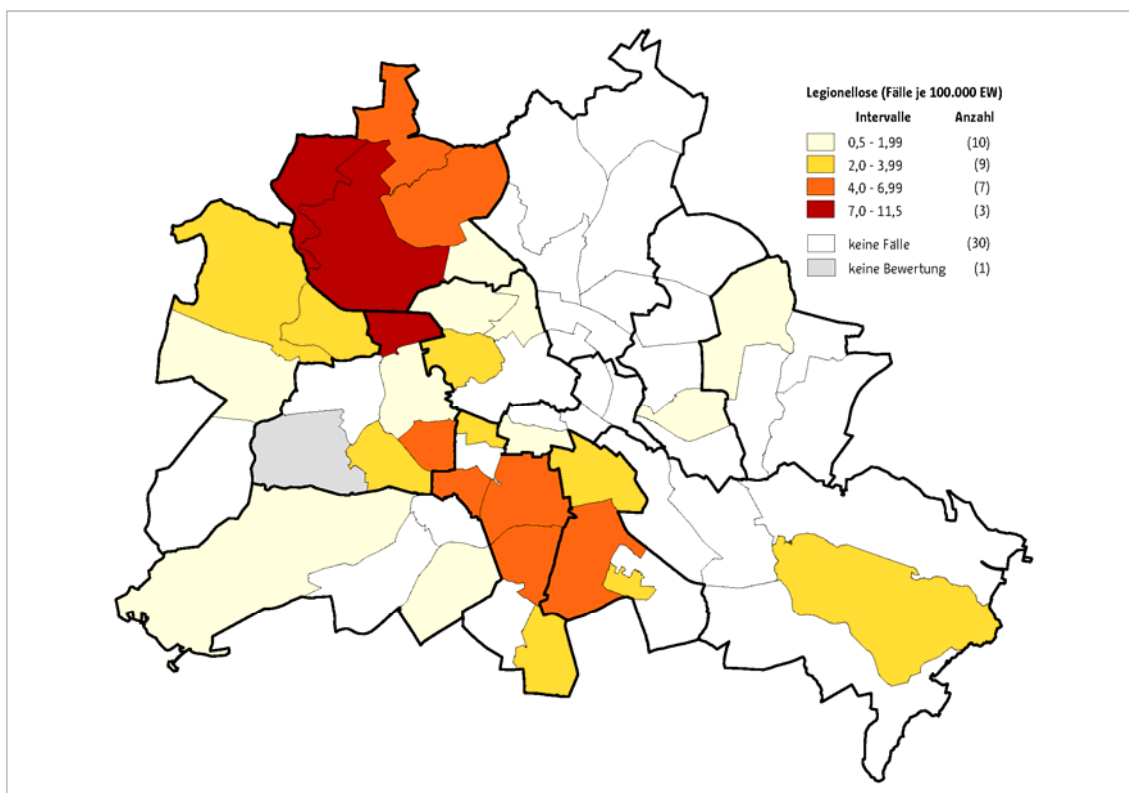 Legionellose (Fälle je 100.000 EW)
Intervalle Anzahl
0,5 - 1,99 (10)
2,0 - 3,99 (9)
4,0 - 6,99 (7)
7,0 - 11,5 (3)
keine Fälle (30)
keine Bewertung (1)